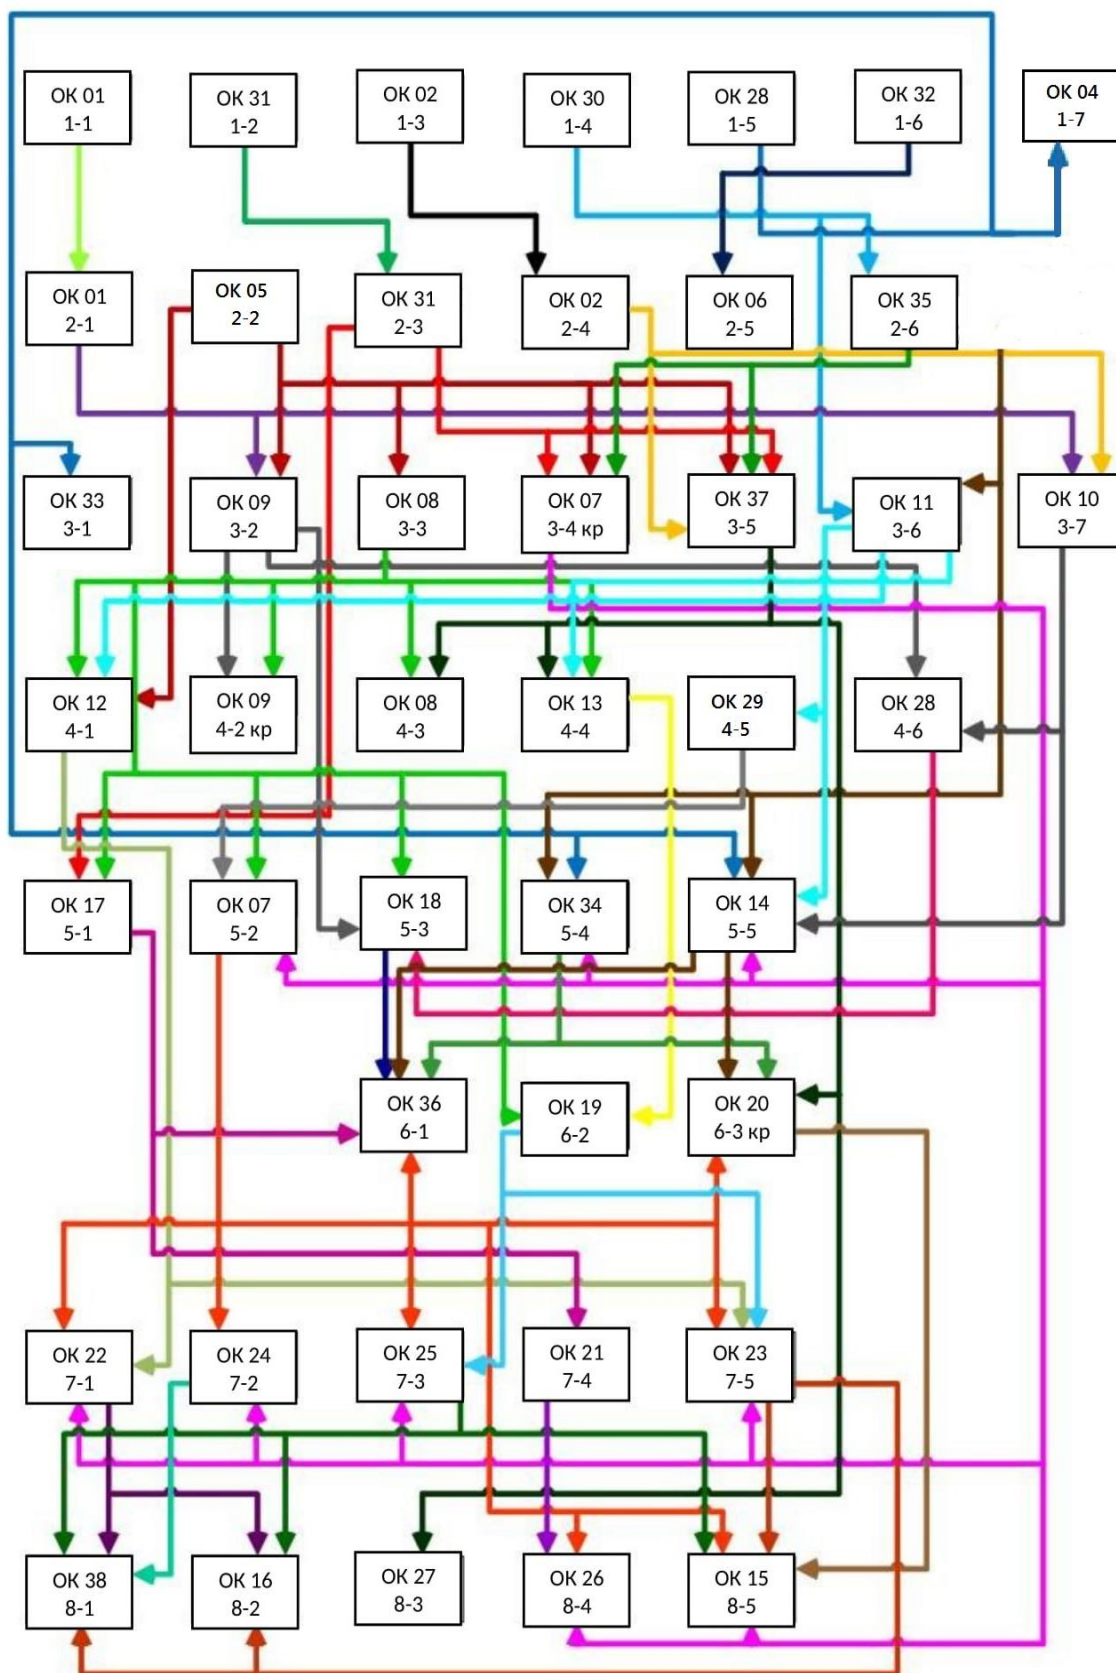 ОК 01
1-1
ОК 31
1-2
ОК 02
1-3
ОК 30
1-4
ОК 28
1-5
ОК 32
1-6
ОК 04
1-7
ОК 01
2-1
ОК 05
2-2
ОК 31
2-3
ОК 02
2-4
ОК 06
2-5
ОК 35
2-6
ОК 33
3-1
ОК 09
3-2
ОК 08
3-3
ОК 07
3-4 кр
ОК 37
3-5
ОК 11
3-6
ОК 10
3-7
ОК 12
4-1
ОК 09
4-2 кр
ОК 08
4-3
ОК 13
4-4
ОК 29
4-5
ОК 28
4-6
ОК 17
5-1
ОК 07
5-2
ОК 18
5-3
ОК 34
5-4
ОК 14
5-5
ОК 36
6-1
ОК 19
6-2
ОК 20
6-3 кр
ОК 22
7-1
ОК 24
7-2
ОК 25
7-3
ОК 21
7-4
ОК 23
7-5
ОК 38
8-1
ОК 16
8-2
ОК 27
8-3
ОК 26
8-4
ОК 15
8-5